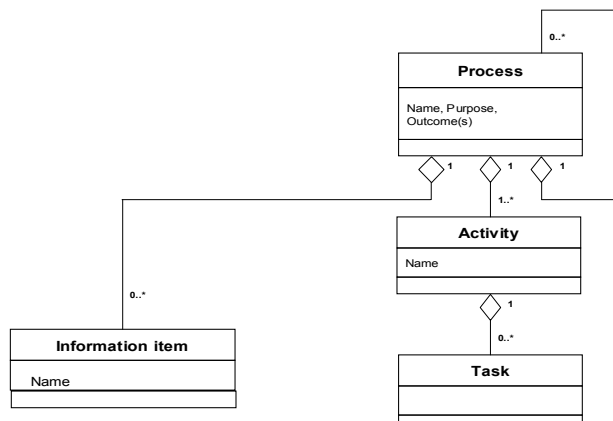 0..*
Process
Name, Purpose,
Outcome(s)
1
1
1
1..*
Activity
Name
0..*
1
Information item
0..*
Name
Task